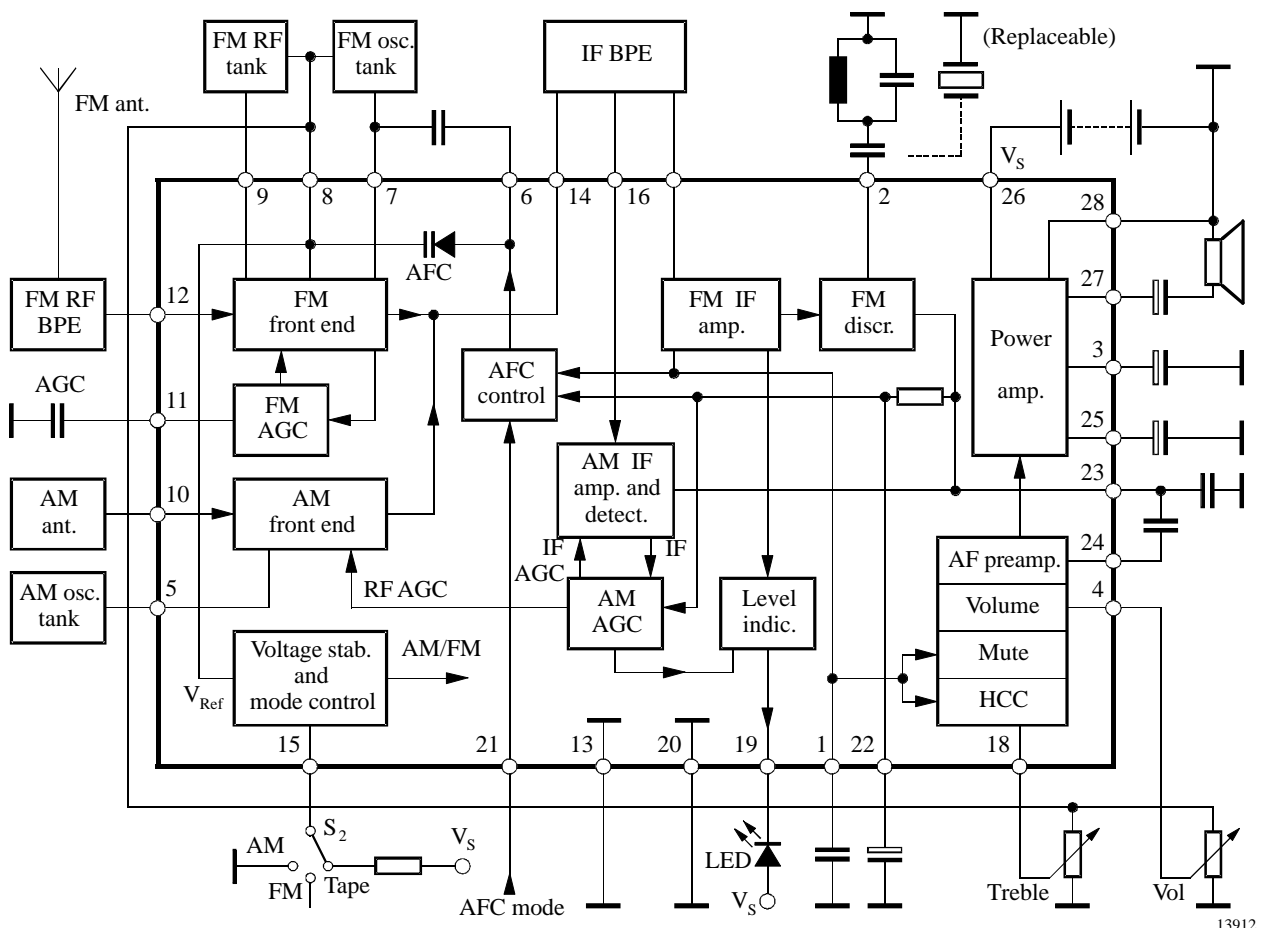 FM RF
tank
FM osc.
tank
IF BPE
(Replaceable)
FM ant.
V_S
9
8
7
6
14
16
2
26
28
AFC
FM RF
BPE
12
FM
front end
FM IF
amp.
FM
discr.
27
Power
amp.
3
AGC
11
FM
AGC
AFC
control
25
AM
ant.
10
AM
front end
AM IF
amp. and
detect.
23
IF
AGC
IF
AF preamp.
24
AM osc.
tank
5
RF AGC
AM
AGC
Level
indic.
Volume
4
Voltage stab.
and
mode control
AM/FM
Mute
V_Ref
HCC
15
21
13
20
19
1
22
18
S_2
AM
V_S
FM
Tape
LED
Treble
Vol
AFC mode
V_S
13912